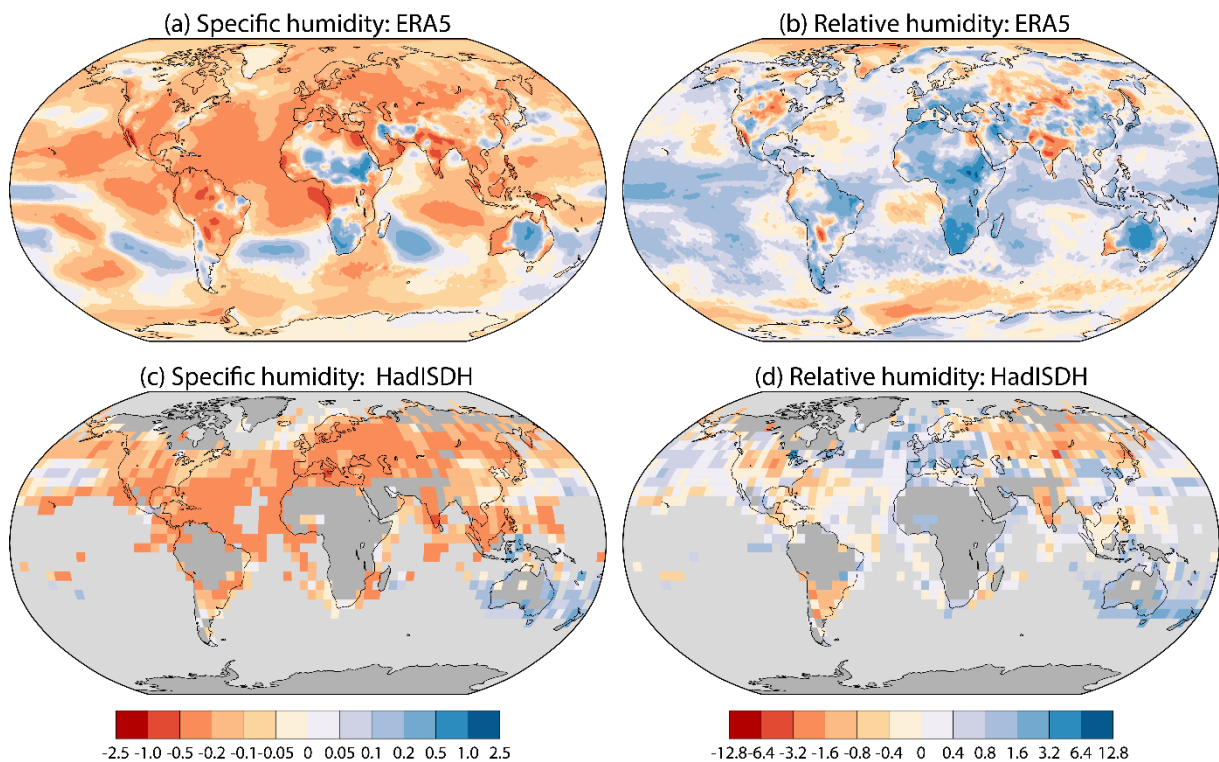 (a) Specific humidity: ERA5
(b) Relative humidity: ERA5
(c) Specific humidity: HadISDH
(d) Relative humidity: HadISDH
-2.5 -1.0 -0.5 -0.2 -0.1 -0.05 0 0.05 0.1 0.2 0.5 1.0 2.5
-12.8 -6.4 -3.2 -1.6 -0.8 -0.4 0 0.4 0.8 1.6 3.2 6.4 12.8